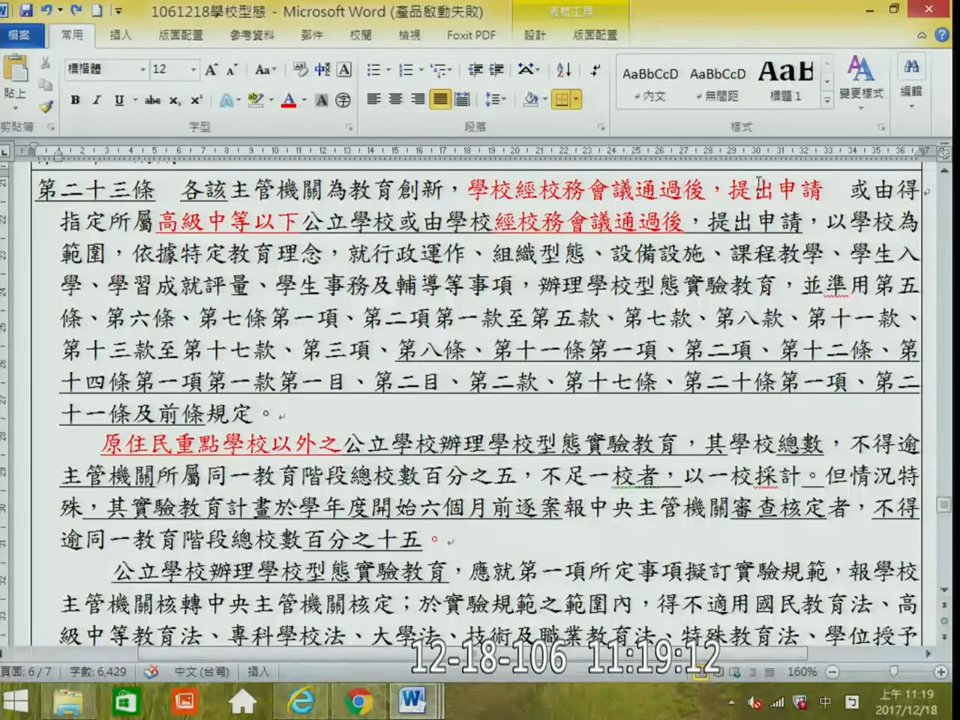 1061218學校型態 - Microsoft Word (產品啟動失敗)
表格工具
檔案 常用 插入 版面配置 參考資料 郵件 校閱 檢視 Foxit PDF 設計 版面配置
貼上
標楷體 12
剪貼簿 字型 段落 樣式
AaBbCcD AaBbCcD AaB
內文 無間距 標題 1
變更樣式 編輯
第二十三條 各該主管機關為教育創新，學校經校務會議通過後，提出申請 或由得
指定所屬高級中等以下公立學校或由學校經校務會議通過後，提出申請，以學校為
範圍，依據特定教育理念，就行政運作、組織型態、設備設施、課程教學、學生入
學、學習成就評量、學生事務及輔導等事項，辦理學校型態實驗教育，並準用第五
條、第六條、第七條第一項、第二項第一款至第五款、第七款、第八款、第十一款、
第十三款至第十七款、第三項、第八條、第十一條第一項、第二項、第十二條、第
十四條第一項第一款第一目、第二目、第二款、第十七條、第二十條第一項、第二
十一條及前條規定。
原住民重點學校以外之公立學校辦理學校型態實驗教育，其學校總數，不得逾
主管機關所屬同一教育階段總校數百分之五，不足一校者，以一校採計。但情況特
殊，其實驗教育計畫於學年度開始六個月前逐案報中央主管機關審查核定者，不得
逾同一教育階段總校數百分之十五。
公立學校辦理學校型態實驗教育，應就第一項所定事項擬訂實驗規範，報學校
主管機關核轉中央主管機關核定；於實驗規範之範圍內，得不適用國民教育法、高
級中等教育法、專科學校法、大學法、技術及職業教育法、特殊教育法、學位授予
12-18-106 11:19:12
頁面: 6/7 字數: 6,429 中文(台灣) 插入 160%
上午 11:19
2017/12/18